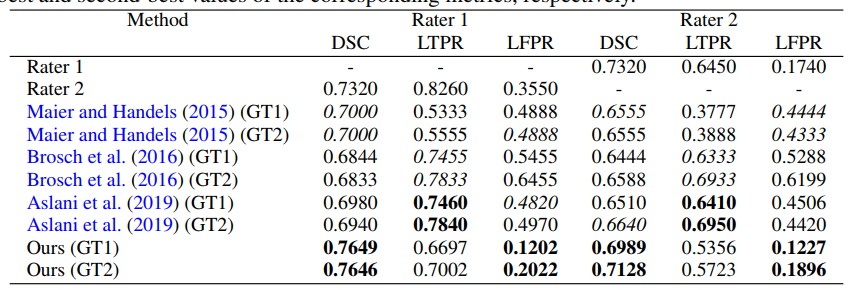 best and second-best values of the corresponding metrics, respectively.
Method Rater 1 Rater 2
DSC LTPR LFPR DSC LTPR LFPR
Rater 1 - - - 0.7320 0.6450 0.1740
Rater 2 0.7320 0.8260 0.3550 - - -
Maier and Handels (2015) (GT1) 0.7000 0.5333 0.4888 0.6555 0.3777 0.4444
Maier and Handels (2015) (GT2) 0.7000 0.5555 0.4888 0.6555 0.3888 0.4333
Brosch et al. (2016) (GT1) 0.6844 0.7455 0.5455 0.6444 0.6333 0.5288
Brosch et al. (2016) (GT2) 0.6833 0.7833 0.6455 0.6588 0.6933 0.6199
Aslani et al. (2019) (GT1) 0.6980 0.7460 0.4820 0.6510 0.6410 0.4506
Aslani et al. (2019) (GT2) 0.6940 0.7840 0.4970 0.6640 0.6950 0.4420
Ours (GT1) 0.7649 0.6697 0.1202 0.6989 0.5356 0.1227
Ours (GT2) 0.7646 0.7002 0.2022 0.7128 0.5723 0.1896